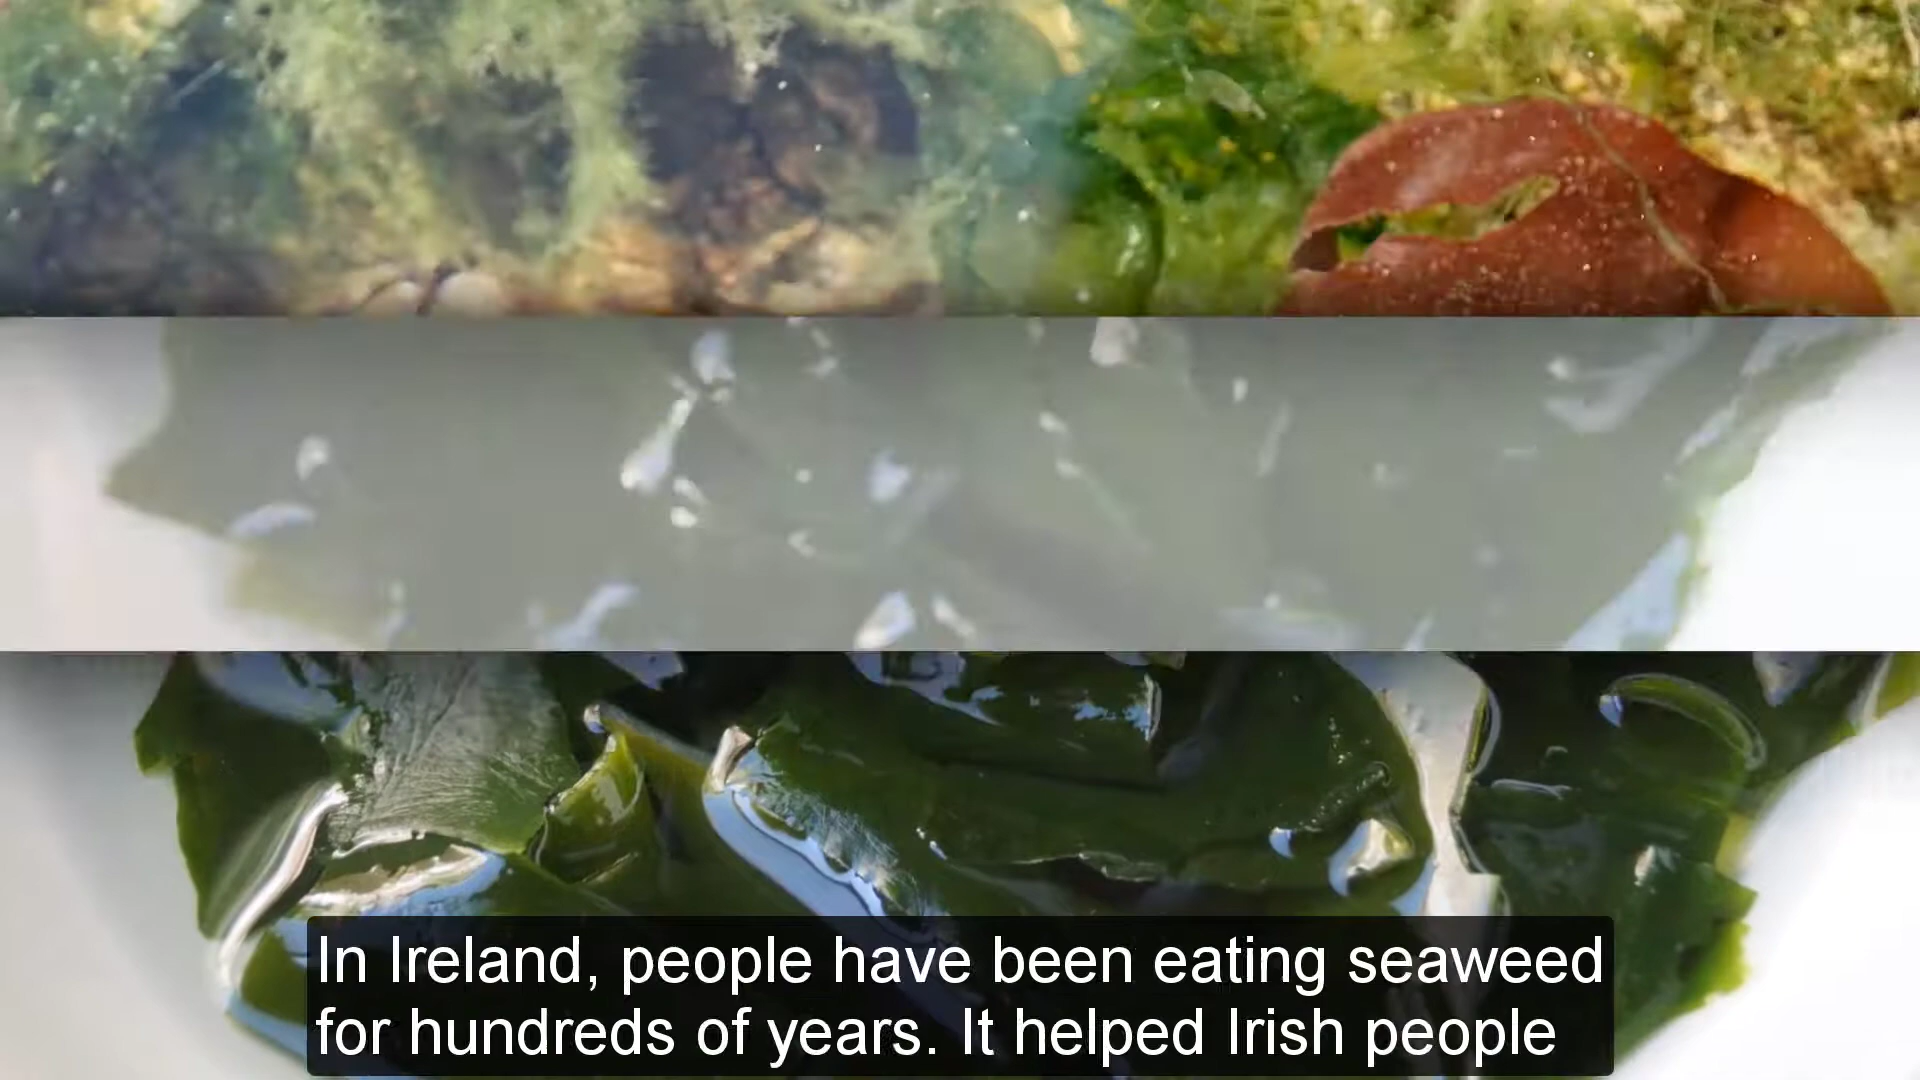 In Ireland, people have been eating seaweed
for hundreds of years. It helped Irish people